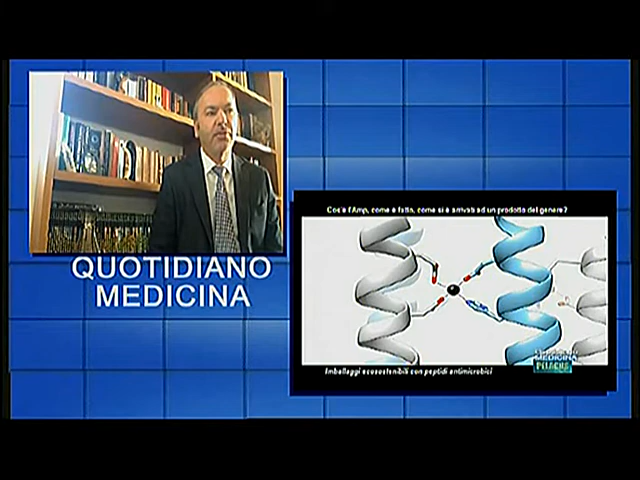 QUOTIDIANO
MEDICINA
Cos'è l'Amp, come è fatto, come si è arrivati ad un prodotto del genere?
MEDICINA
Imballaggi ecosostenibili con peptidi antimicrobici